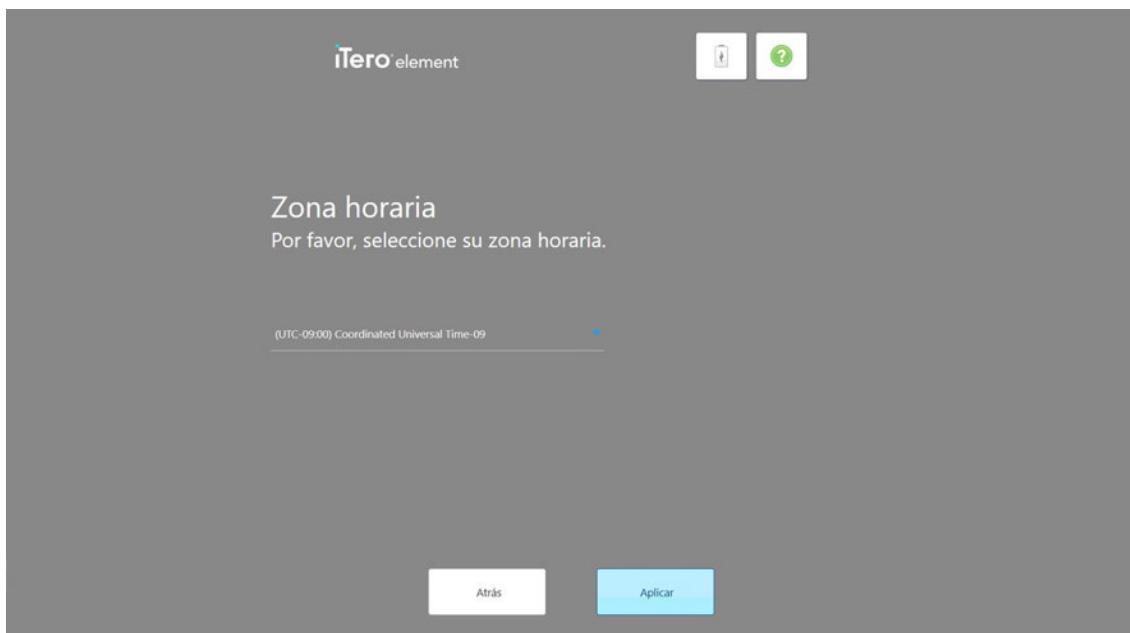 iTero element
?
Zona horaria
Por favor, seleccione su zona horaria.
(UTC-09:00) Coordinated Universal Time-09
Atrás
Aplicar